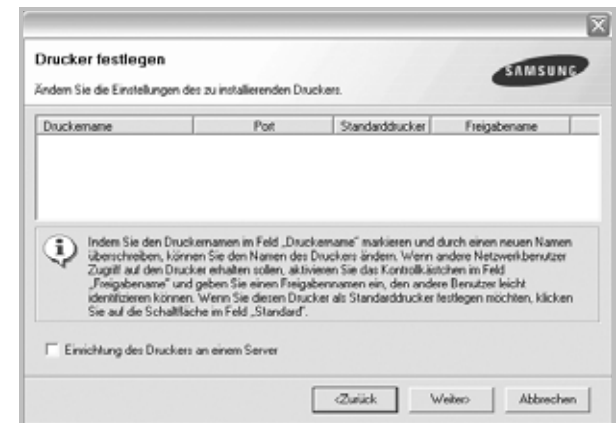 Drucker festlegen
SAMSUNG
Ändern Sie die Einstellungen des zu installierenden Druckers.
Druckername Port Standarddrucker Freigabename
Indem Sie den Druckernamen im Feld „Druckername" markieren und durch einen neuen Namen
überschreiben, können Sie den Namen des Druckers ändern. Wenn andere Netzwerkbenutzer
Zugriff auf den Drucker erhalten sollen, aktivieren Sie das Kontrollkästchen im Feld
„Freigabename" und geben Sie einen Freigabennamen ein, den andere Benutzer leicht
identifizieren können. Wenn Sie diesen Drucker als Standarddrucker festlegen möchten, klicken
Sie auf die Schaltfläche im Feld „Standard".
Einrichtung des Druckers an einem Server
<Zurück Weiter> Abbrechen